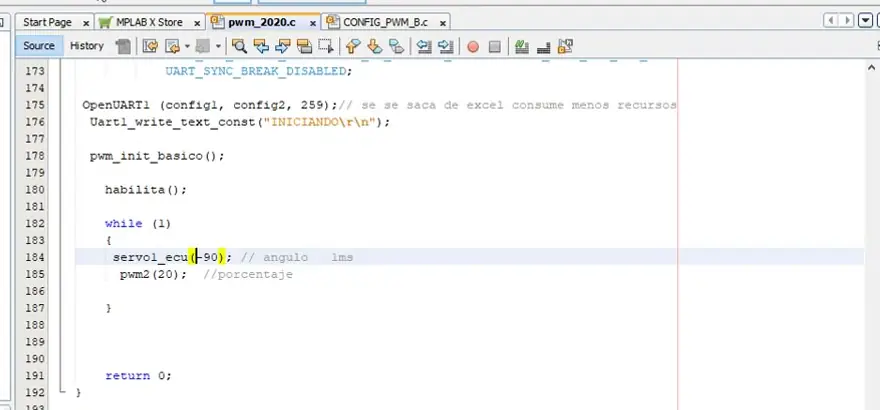 Start Page MPLAB X Store pwm_2020.c CONFIG_PWM_B.c
Source History
173 UART_SYNC_BREAK_DISABLED;
174
175 OpenUART1 (config1, config2, 259);// se se saca de excel consume menos recursos
176 Uart1_write_text_const("INICIANDO\r\n");
177
178 pwm_init_basico();
179
180 habilita();
181
182 while (1)
183 {
184 servo1_ecu(-90); // angulo 1ms
185 pwm2(20); //porcentaje
186
187 }
188
189
190
191 return 0;
192 }
193